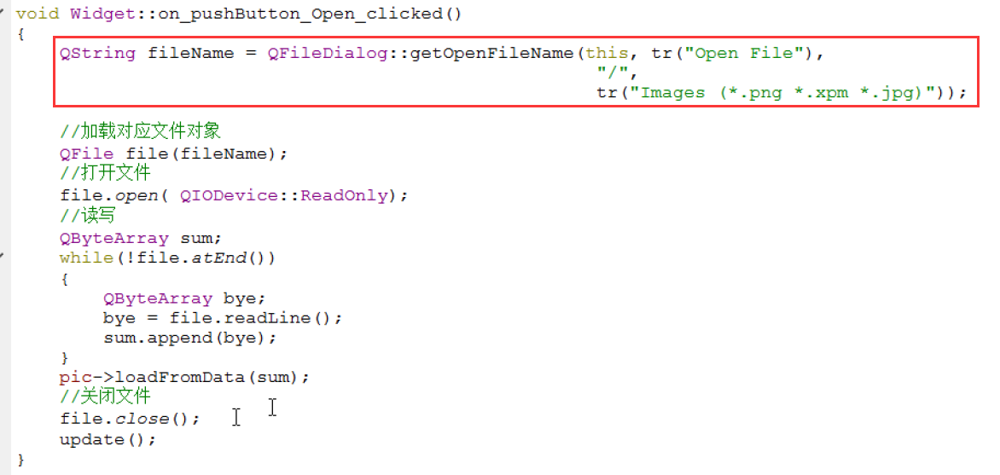 void Widget::on_pushButton_Open_clicked()
{
QString fileName = QFileDialog::getOpenFileName(this, tr("Open File"),
"/",
tr("Images (*.png *.xpm *.jpg)"));
//加载对应文件对象
QFile file(fileName);
//打开文件
file.open( QIODevice::ReadOnly);
//读写
QByteArray sum;
while(!file.atEnd())
{
QByteArray bye;
bye = file.readLine();
sum.append(bye);
}
pic->loadFromData(sum);
//关闭文件
file.close();
update();
}